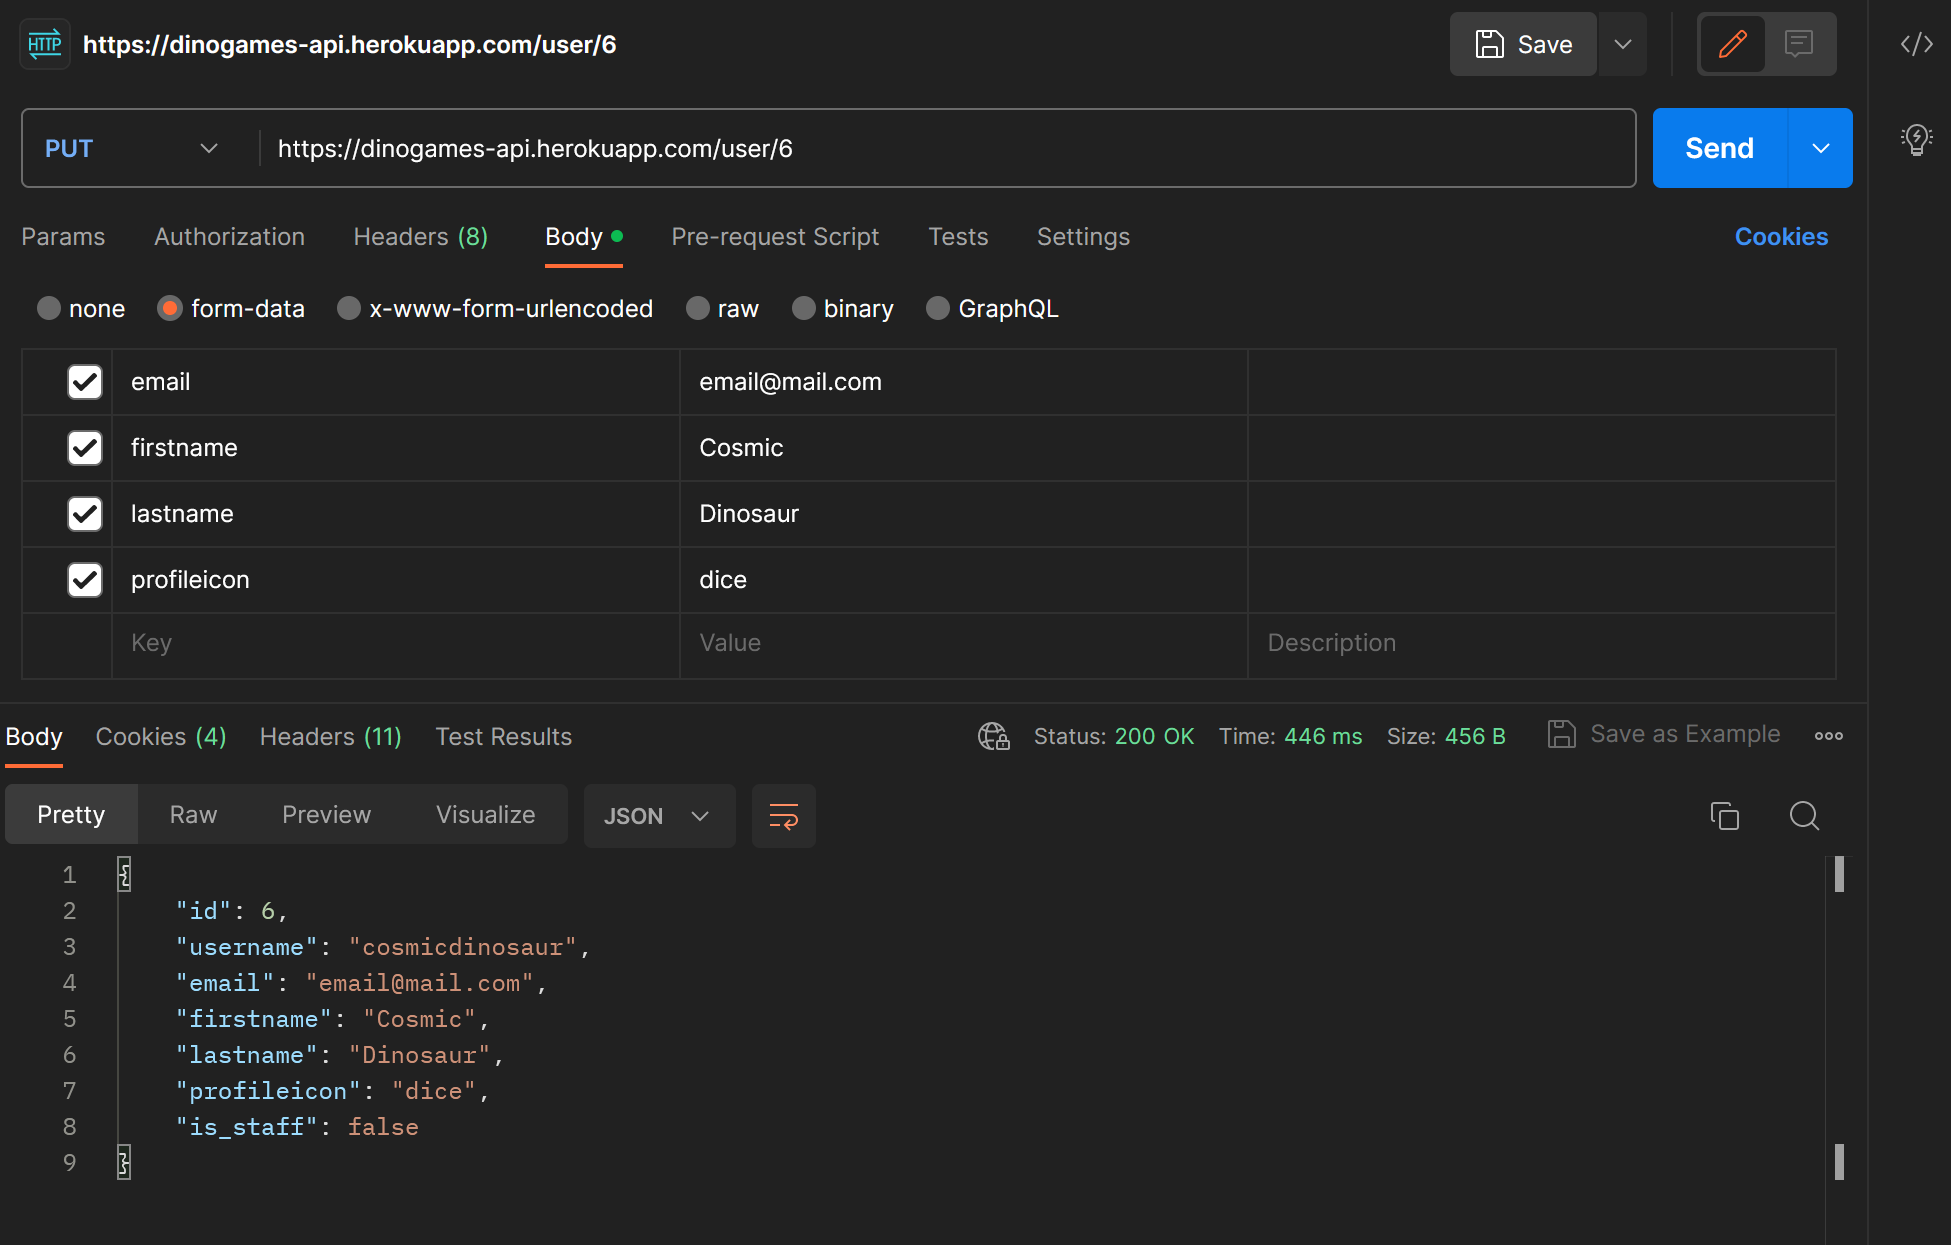 HTTP https://dinogames-api.herokuapp.com/user/6 Save
PUT https://dinogames-api.herokuapp.com/user/6 Send
Params Authorization Headers (8) Body Pre-request Script Tests Settings Cookies
none form-data x-www-form-urlencoded raw binary GraphQL
email email@mail.com
firstname Cosmic
lastname Dinosaur
profileicon dice
Key Value Description
Body Cookies (4) Headers (11) Test Results Status: 200 OK Time: 446 ms Size: 456 B Save as Example
Pretty Raw Preview Visualize JSON
1 {
2 "id": 6,
3 "username": "cosmicdinosaur",
4 "email": "email@mail.com",
5 "firstname": "Cosmic",
6 "lastname": "Dinosaur",
7 "profileicon": "dice",
8 "is_staff": false
9 }